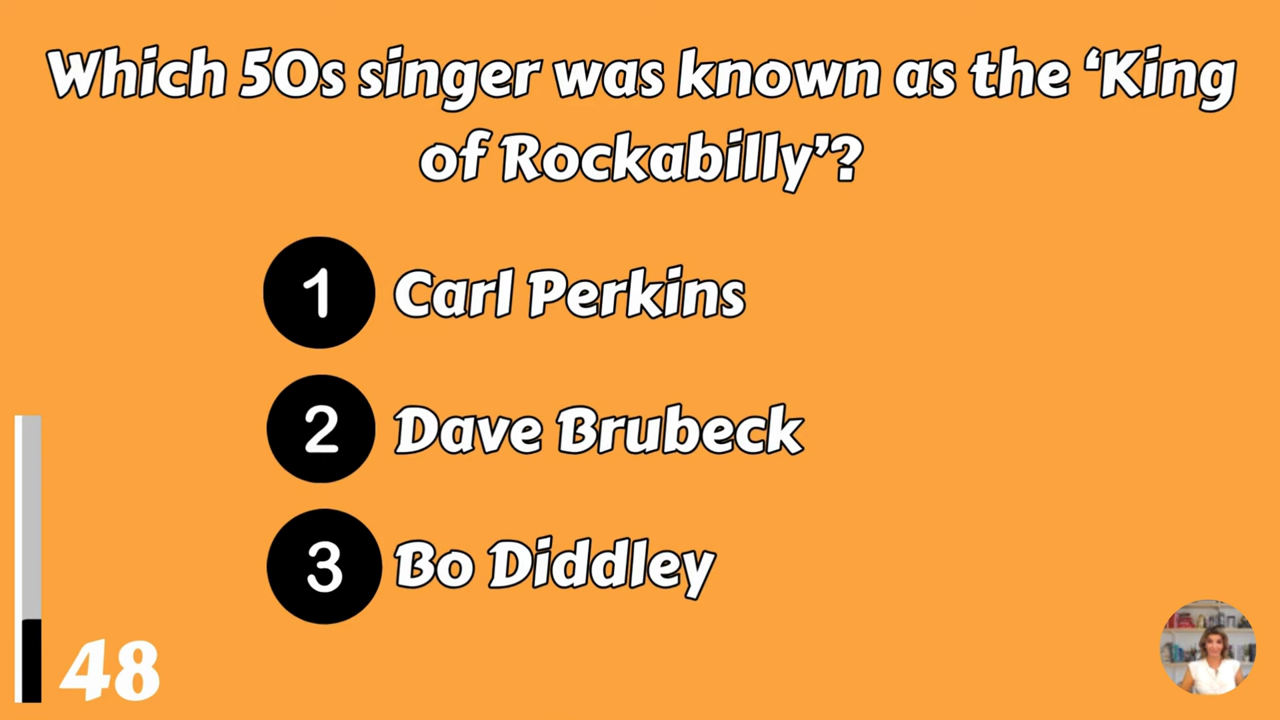 Which 50s singer was known as the ‘King
of Rockabilly’?
1 Carl Perkins
2 Dave Brubeck
3 Bo Diddley
48